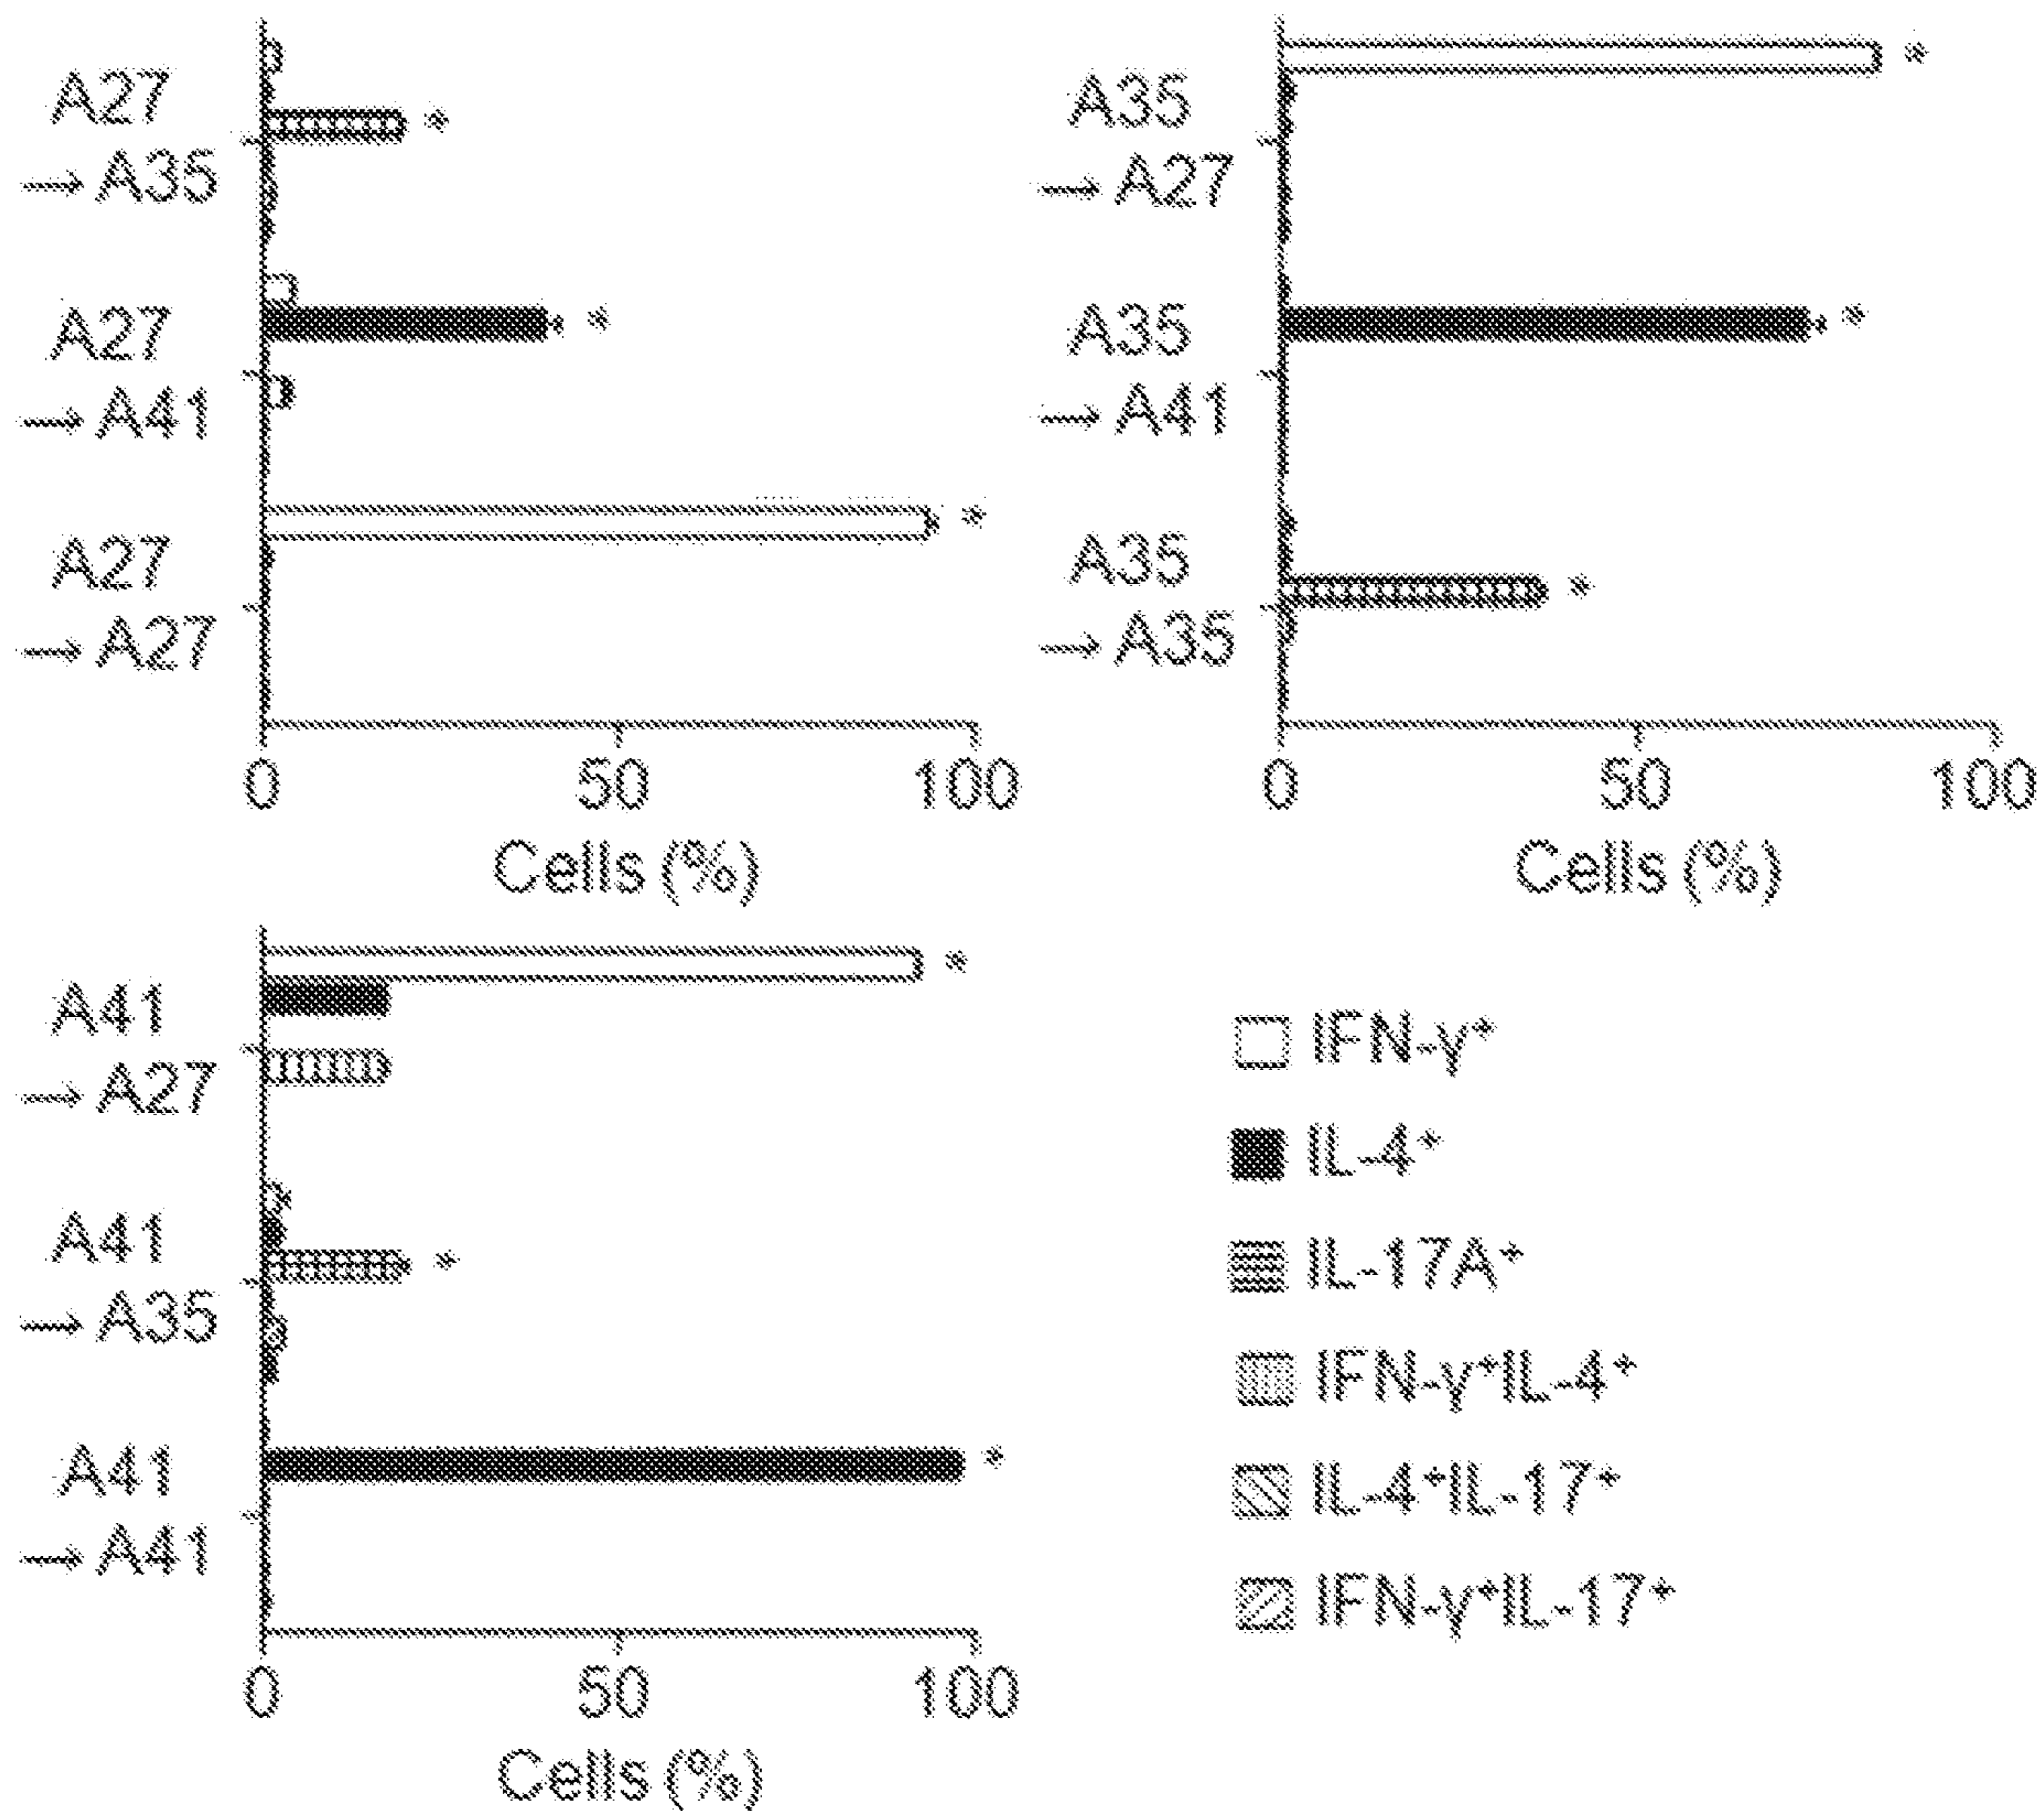 A27
→ A35
*
A27
→ A41
*
A27
→ A27
*
0 50 100
Cells (%)
A35
→ A27
*
A35
→ A41
*
A35
→ A35
*
0 50 100
Cells (%)
A41
→ A27
*
A41
→ A35
*
A41
→ A41
*
0 50 100
Cells (%)
IFN-γ⁺
IL-4⁺
IL-17A⁺
IFN-γ⁺IL-4⁺
IL-4⁺IL-17⁺
IFN-γ⁺IL-17⁺